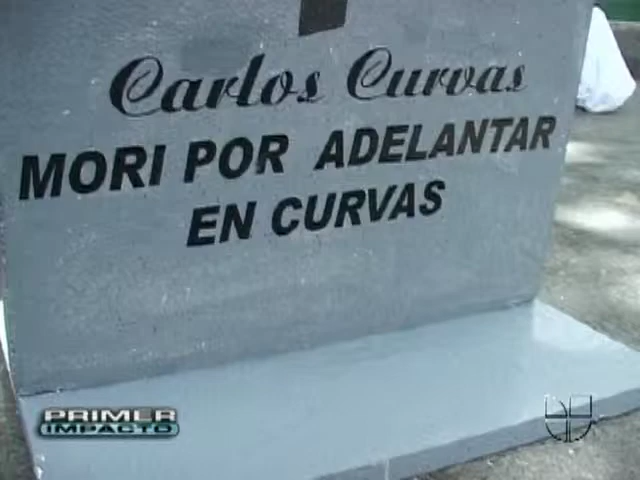 Carlos Curvas
MORI POR ADELANTAR
EN CURVAS
PRIMER
IMPACTO